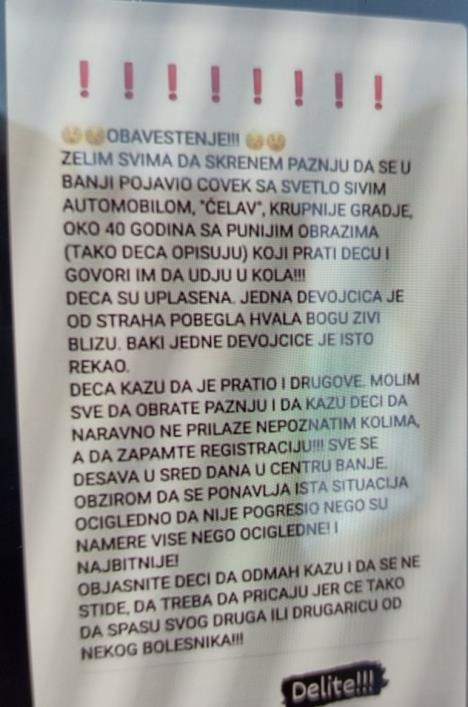 ❗❗❗❗❗❗❗❗
😢😢OBAVESTENJE!!! 😢😢
ZELIM SVIMA DA SKRENEM PAZNJU DA SE U
BANJI POJAVIO COVEK SA SVETLO SIVIM
AUTOMOBILOM, "ĆELAV", KRUPNIJE GRADJE,
OKO 40 GODINA SA PUNIJIM OBRAZIMA
(TAKO DECA OPISUJU) KOJI PRATI DECU I
GOVORI IM DA UDJU U KOLA!!!
DECA SU UPLASENA. JEDNA DEVOJCICA JE
OD STRAHA POBEGLA HVALA BOGU ZIVI
BLIZU. BAKI JEDNE DEVOJCICE JE ISTO
REKAO.
DECA KAZU DA JE PRATIO I DRUGOVE. MOLIM
SVE DA OBRATE PAZNJU I DA KAZU DECI DA
NARAVNO NE PRILAZE NEPOZNATIM KOLIMA,
A DA ZAPAMTE REGISTRACIJU!!! SVE SE
DESAVA U SRED DANA U CENTRU BANJE.
OBZIROM DA SE PONAVLJA ISTA SITUACIJA
OCIGLEDNO DA NIJE POGRESIO NEGO SU
NAMERE VISE NEGO OCIGLEDNE! I
NAJBITNIJE!
OBJASNITE DECI DA ODMAH KAZU I DA SE NE
STIDE, DA TREBA DA PRICAJU JER CE TAKO
DA SPASU SVOG DRUGA ILI DRUGARICU OD
NEKOG BOLESNIKA!!!
Delite!!!